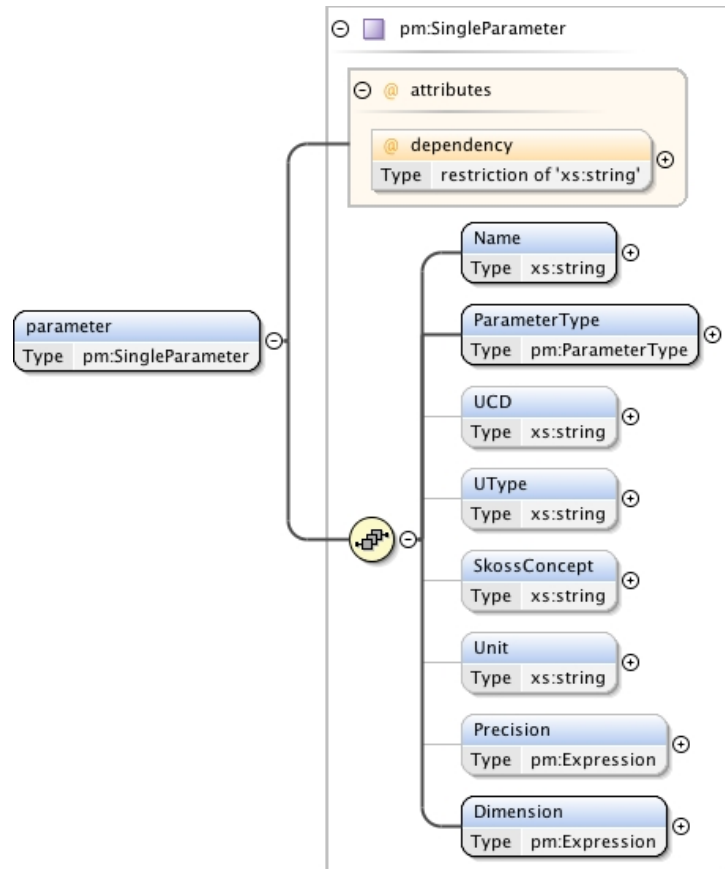 pm:SingleParameter
@ attributes
@ dependency
Type restriction of 'xs:string'
Name
Type xs:string
parameter
Type pm:SingleParameter
ParameterType
Type pm:ParameterType
UCD
Type xs:string
UType
Type xs:string
SkossConcept
Type xs:string
Unit
Type xs:string
Precision
Type pm:Expression
Dimension
Type pm:Expression